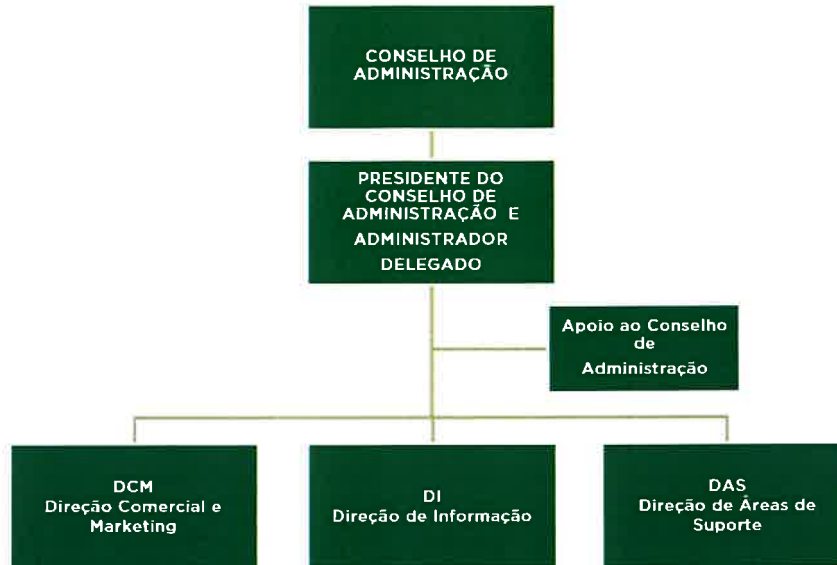 CONSELHO DE
ADMINISTRAÇÃO
PRESIDENTE DO
CONSELHO DE
ADMINISTRAÇÃO E
ADMINISTRADOR
DELEGADO
Apoio ao Conselho
de
Administração
DCM
Direção Comercial e
Marketing
DI
Direção de Informação
DAS
Direção de Áreas de
Suporte